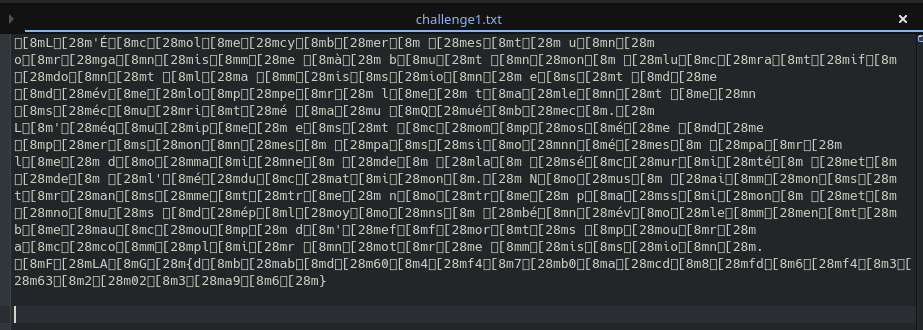 challenge1.txt
□[8mL□[28m'É□[8mc□[28mol□[8me□[28mcy□[8mb□[28mer□[8m □[28mes□[8mt□[28m u□[8mn□[28m
o□[8mr□[28mga□[8mn□[28mis□[8mm□[28me □[8mà□[28m b□[8mu□[28mt □[8mn□[28mon□[8m □[28mlu□[8mc□[28mra□[8mt□[28mif□[8m
□[28mdo□[8mn□[28mt □[8ml□[28ma □[8mm□[28mis□[8ms□[28mio□[8mn□[28m e□[8ms□[28mt □[8md□[28me
□[8md□[28mév□[8me□[28mlo□[8mp□[28mpe□[8mr□[28m l□[8me□[28m t□[8ma□[28mle□[8mn□[28mt □[8me□[28mn
□[8ms□[28méc□[8mu□[28mri□[8mt□[28mé □[8ma□[28mu □[8mQ□[28mué□[8mb□[28mec□[8m.□[28m
L□[8m'□[28méq□[8mu□[28mip□[8me□[28m e□[8ms□[28mt □[8mc□[28mom□[8mp□[28mos□[8mé□[28me □[8md□[28me
□[8mp□[28mer□[8ms□[28mon□[8mn□[28mes□[8m □[28mpa□[8ms□[28msi□[8mo□[28mnn□[8mé□[28mes□[8m □[28mpa□[8mr□[28m
l□[8me□[28m d□[8mo□[28mma□[8mi□[28mne□[8m □[28mde□[8m □[28mla□[8m □[28msé□[8mc□[28mur□[8mi□[28mté□[8m □[28met□[8m
□[28mde□[8m □[28ml'□[8mé□[28mdu□[8mc□[28mat□[8mi□[28mon□[8m.□[28m N□[8mo□[28mus□[8m □[28mai□[8mm□[28mon□[8ms□[28m
t□[8mr□[28man□[8ms□[28mme□[8mt□[28mtr□[8me□[28m n□[8mo□[28mtr□[8me□[28m p□[8ma□[28mss□[8mi□[28mon□[8m □[28met□[8m
□[28mno□[8mu□[28ms □[8md□[28mép□[8ml□[28moy□[8mo□[28mns□[8m □[28mbé□[8mn□[28mév□[8mo□[28mle□[8mm□[28men□[8mt□[28m
b□[8me□[28mau□[8mc□[28mou□[8mp□[28m d□[8m'□[28mef□[8mf□[28mor□[8mt□[28ms □[8mp□[28mou□[8mr□[28m
a□[8mc□[28mco□[8mm□[28mpl□[8mi□[28mr □[8mn□[28mot□[8mr□[28me □[8mm□[28mis□[8ms□[28mio□[8mn□[28m.
□[8mF□[28mLA□[8mG□[28m{d□[8mb□[28mab□[8md□[28m60□[8m4□[28mf4□[8m7□[28mb0□[8ma□[28mcd□[8m8□[28mfd□[8m6□[28mf4□[8m3□[
28m63□[8m2□[28m02□[8m3□[28ma9□[8m6□[28m}